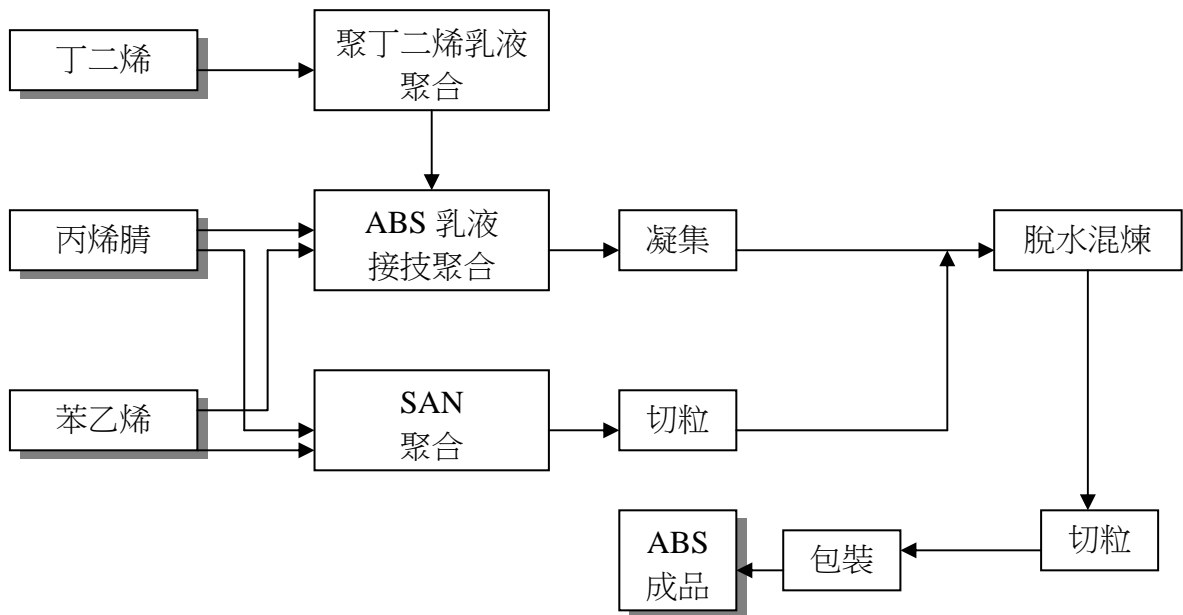 丁二烯
聚丁二烯乳液
聚合
丙烯腈
ABS 乳液
接技聚合
凝集
脫水混煉
苯乙烯
SAN
聚合
切粒
ABS
成品
包裝
切粒